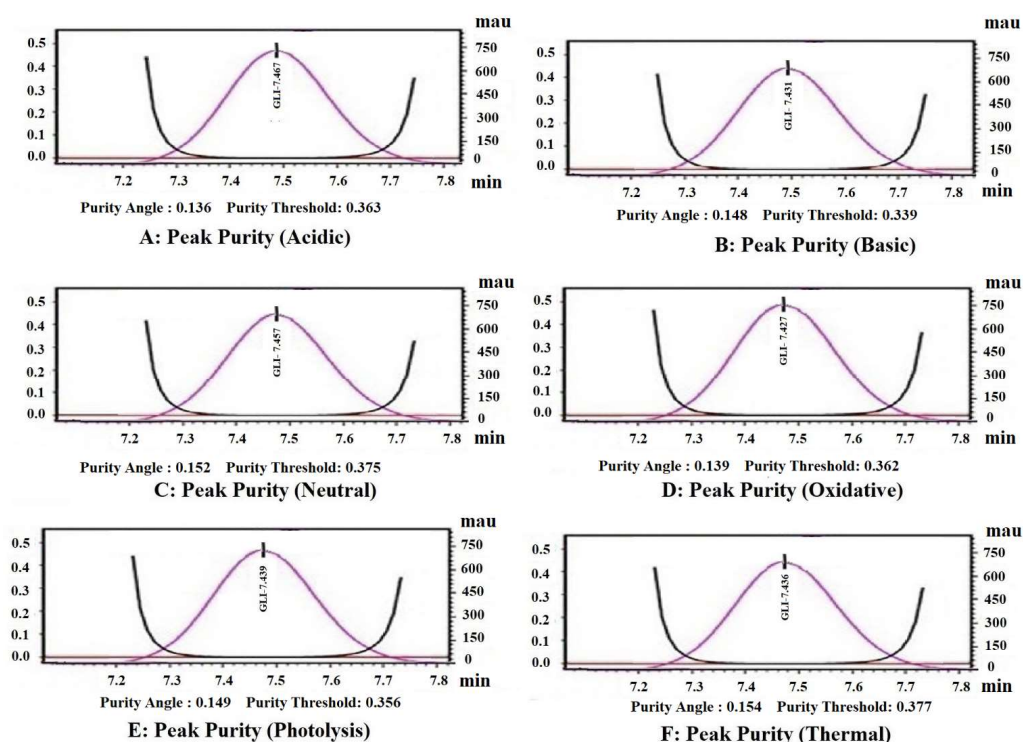 mau
0.5
0.4
0.3
0.2
0.1
0.0
GLI-7.467
750
600
450
300
150
0
7.2 7.3 7.4 7.5 7.6 7.7 7.8 min
Purity Angle : 0.136 Purity Threshold: 0.363
A: Peak Purity (Acidic)
mau
0.5
0.4
0.3
0.2
0.1
0.0
GLI- 7.431
750
600
450
300
150
0
7.2 7.3 7.4 7.5 7.6 7.7 7.8 min
Purity Angle : 0.148 Purity Threshold: 0.339
B: Peak Purity (Basic)
mau
0.5
0.4
0.3
0.2
0.1
0.0
GLI- 7.457
750
600
450
300
150
0
7.2 7.3 7.4 7.5 7.6 7.7 7.8 min
Purity Angle : 0.152 Purity Threshold: 0.375
C: Peak Purity (Neutral)
mau
0.5
0.4
0.3
0.2
0.1
0.0
GLI- 7.427
750
600
450
300
150
0
7.2 7.3 7.4 7.5 7.6 7.7 7.8 min
Purity Angle : 0.139 Purity Threshold: 0.362
D: Peak Purity (Oxidative)
mau
0.5
0.4
0.3
0.2
0.1
0.0
GLI-7.439
750
600
450
300
150
0
7.2 7.3 7.4 7.5 7.6 7.7 7.8 min
Purity Angle : 0.149 Purity Threshold: 0.356
E: Peak Purity (Photolysis)
mau
0.5
0.4
0.3
0.2
0.1
0.0
GLI-7.436
750
600
450
300
150
0
7.2 7.3 7.4 7.5 7.6 7.7 7.8 min
Purity Angle : 0.154 Purity Threshold: 0.377
F: Peak Purity (Thermal)